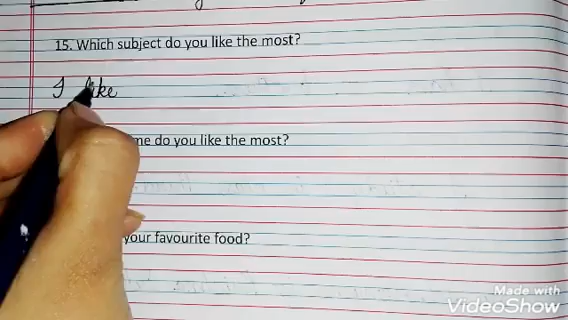 15. Which subject do you like the most?
I like
me do you like the most?
your favourite food?
Made with
VideoShow